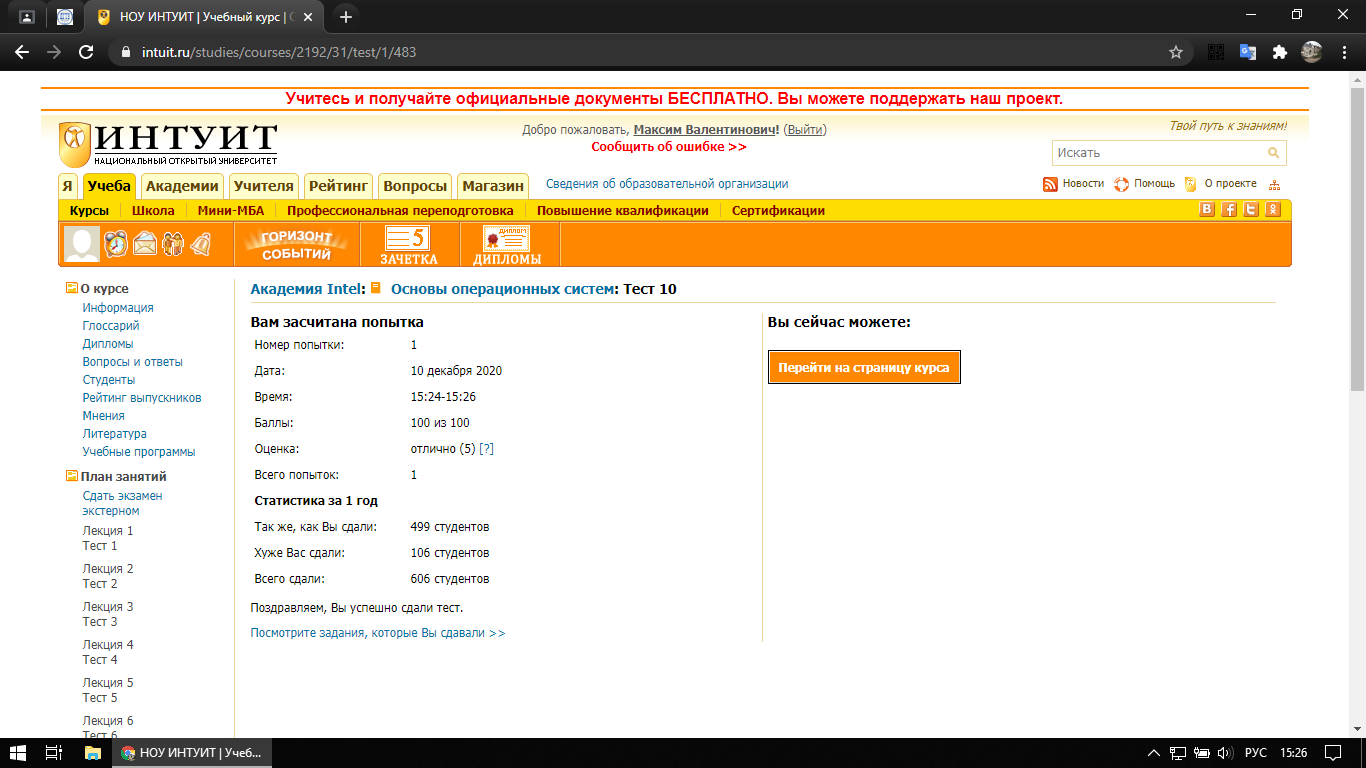 НОУ ИНТУИТ | Учебный курс | О
intuit.ru/studies/courses/2192/31/test/1/483
Учитесь и получайте официальные документы БЕСПЛАТНО. Вы можете поддержать наш проект.
ИНТУИТ
НАЦИОНАЛЬНЫЙ ОТКРЫТЫЙ УНИВЕРСИТЕТ
Добро пожаловать, Максим Валентинович! (Выйти)
Сообщить об ошибке >>
Твой путь к знаниям!
Искать
Я Учеба Академии Учителя Рейтинг Вопросы Магазин Сведения об образовательной организации Новости Помощь О проекте
Курсы Школа Мини-МБА Профессиональная переподготовка Повышение квалификации Сертификации
ГОРИЗОНТ СОБЫТИЙ
5
ЗАЧЕТКА
ДИПЛОМ
ДИПЛОМЫ
О курсе
Информация
Глоссарий
Дипломы
Вопросы и ответы
Студенты
Рейтинг выпускников
Мнения
Литература
Учебные программы
План занятий
Сдать экзамен
экстерном
Лекция 1
Тест 1
Лекция 2
Тест 2
Лекция 3
Тест 3
Лекция 4
Тест 4
Лекция 5
Тест 5
Лекция 6
Тест 6
Академия Intel: Основы операционных систем: Тест 10
Вам засчитана попытка
Номер попытки: 1
Дата: 10 декабря 2020
Время: 15:24-15:26
Баллы: 100 из 100
Оценка: отлично (5) [?]
Всего попыток: 1
Статистика за 1 год
Так же, как Вы сдали: 499 студентов
Хуже Вас сдали: 106 студентов
Всего сдали: 606 студентов
Поздравляем, Вы успешно сдали тест.
Посмотрите задания, которые Вы сдавали >>
Вы сейчас можете:
Перейти на страницу курса
НОУ ИНТУИТ | Учеб...
РУС 15:26